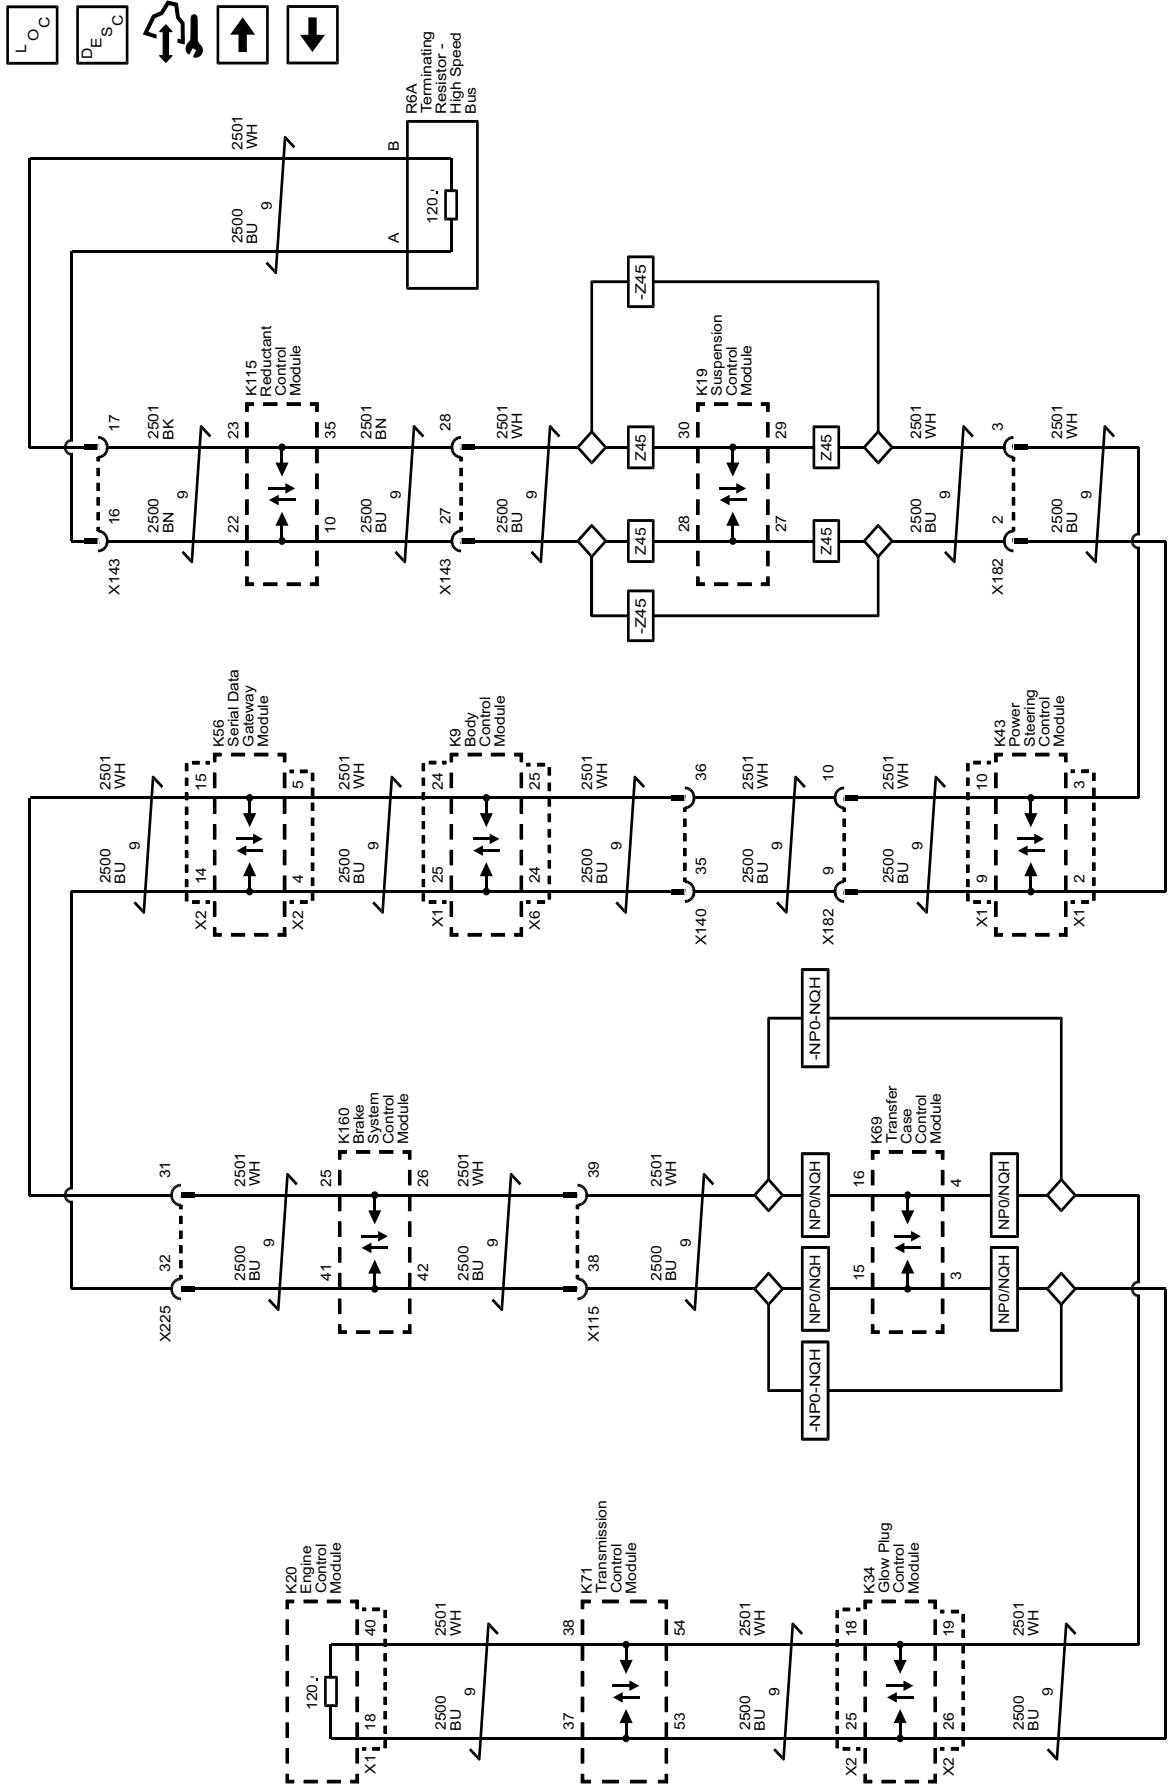 LOC
DESC
K20
Engine
Control
Module
120
X1
18
40
2500
BU
9
2501
WH
37
38
K71
Transmission
Control
Module
53
54
2500
BU
9
2501
WH
X2
25
18
K34
Glow Plug
Control
Module
X2
26
19
2500
BU
9
2501
WH
X225
32
31
2500
BU
9
2501
WH
41
25
K160
Brake
System
Control
Module
42
26
2500
BU
9
2501
WH
X115
38
39
2500
BU
9
2501
WH
-NP0-NQH
NP0/NQH
NP0/NQH
-NP0-NQH
15
16
K69
Transfer
Case
Control
Module
3
4
NP0/NQH
NP0/NQH
2500
BU
9
2501
WH
X2
14
15
K56
Serial Data
Gateway
Module
X2
4
5
2500
BU
9
2501
WH
X1
25
24
K9
Body
Control
Module
X6
24
25
2500
BU
9
2501
WH
X140
35
36
2500
BU
9
2501
WH
X182
9
10
2500
BU
9
2501
WH
X1
9
10
K43
Power
Steering
Control
Module
X1
2
3
X143
16
17
2500
BN
9
2501
BK
22
23
K115
Reductant
Control
Module
10
35
2500
BU
9
2501
BN
X143
27
28
2500
BU
9
2501
WH
-Z45
Z45
Z45
-Z45
28
30
K19
Suspension
Control
Module
27
29
Z45
Z45
2500
BU
9
2501
WH
X182
2
3
2500
BU
9
2501
WH
2500
BU
9
2501
WH
A
B
R6A
Terminating
Resistor -
High Speed
Bus
120